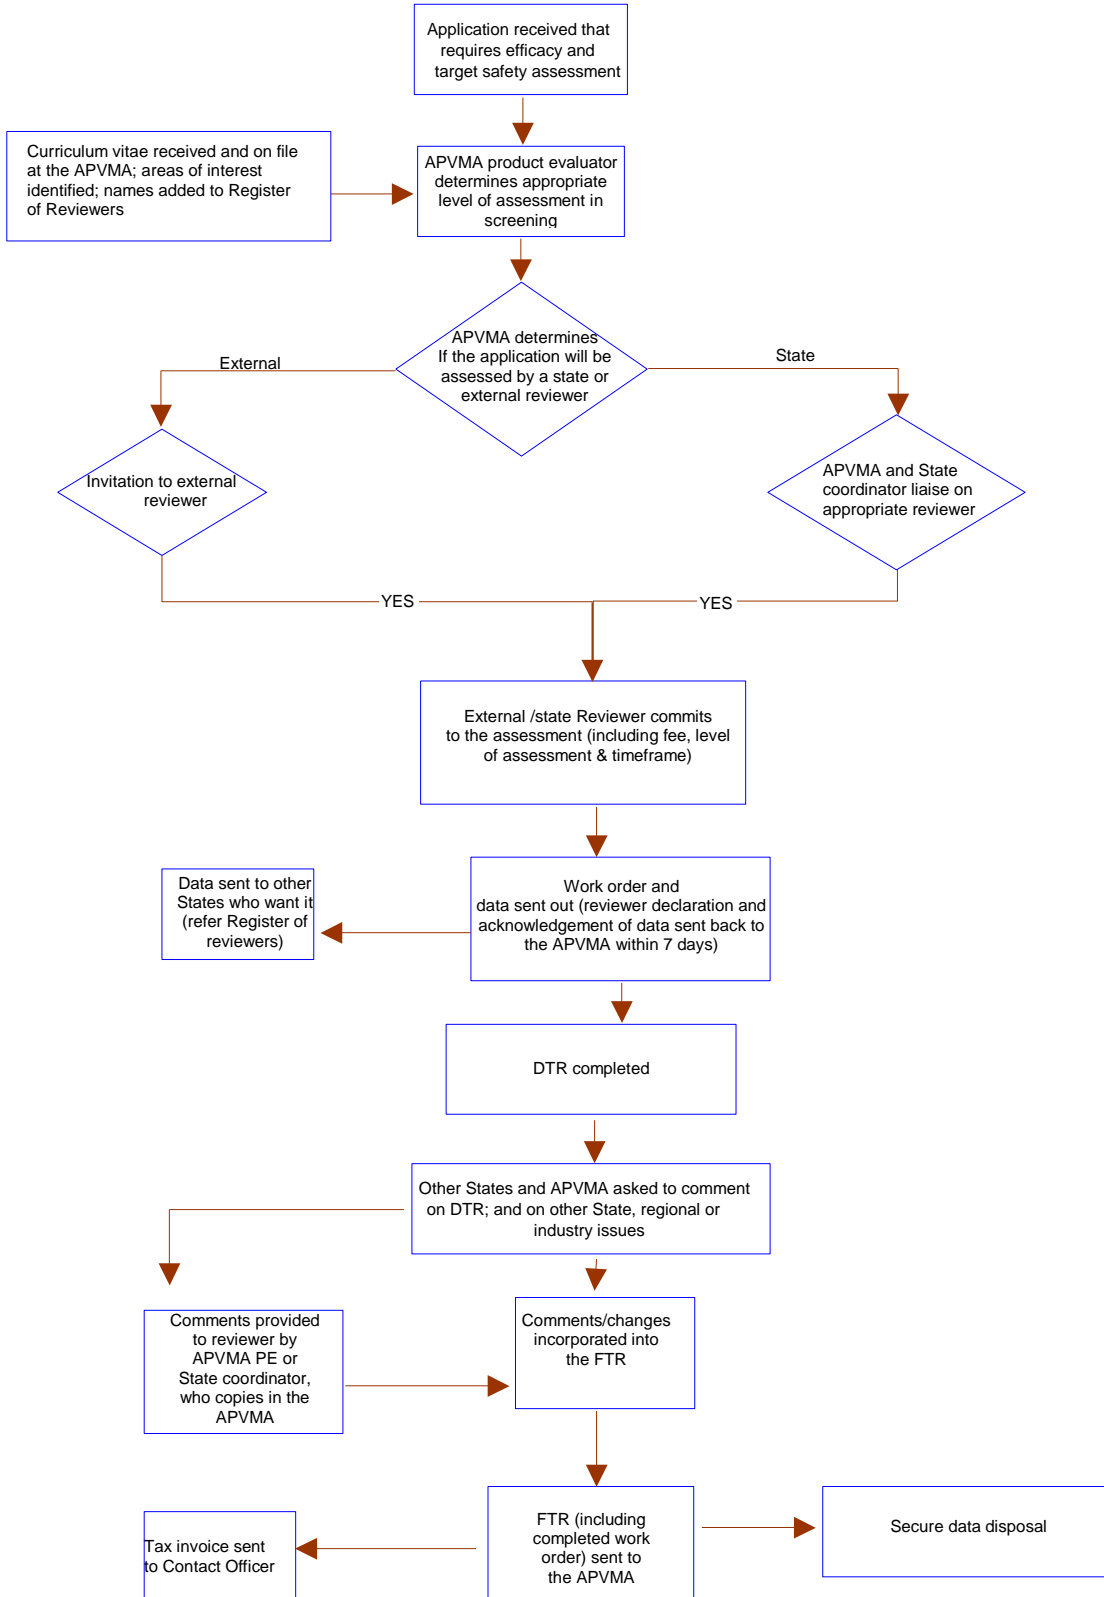 Application received that
requires efficacy and
target safety assessment
Curriculum vitae received and on file
at the APVMA; areas of interest
identified; names added to Register
of Reviewers
APVMA product evaluator
determines appropriate
level of assessment in
screening
APVMA determines
If the application will be
assessed by a state or
external reviewer
External
State
Invitation to external
reviewer
APVMA and State
coordinator liaise on
appropriate reviewer
YES
YES
External /state Reviewer commits
to the assessment (including fee, level
of assessment & timeframe)
Data sent to other
States who want it
(refer Register of
reviewers)
Work order and
data sent out (reviewer declaration and
acknowledgement of data sent back to
the APVMA within 7 days)
DTR completed
Other States and APVMA asked to comment
on DTR; and on other State, regional or
industry issues
Comments provided
to reviewer by
APVMA PE or
State coordinator,
who copies in the
APVMA
Comments/changes
incorporated into
the FTR
Tax invoice sent
to Contact Officer
FTR (including
completed work
order) sent to
the APVMA
Secure data disposal